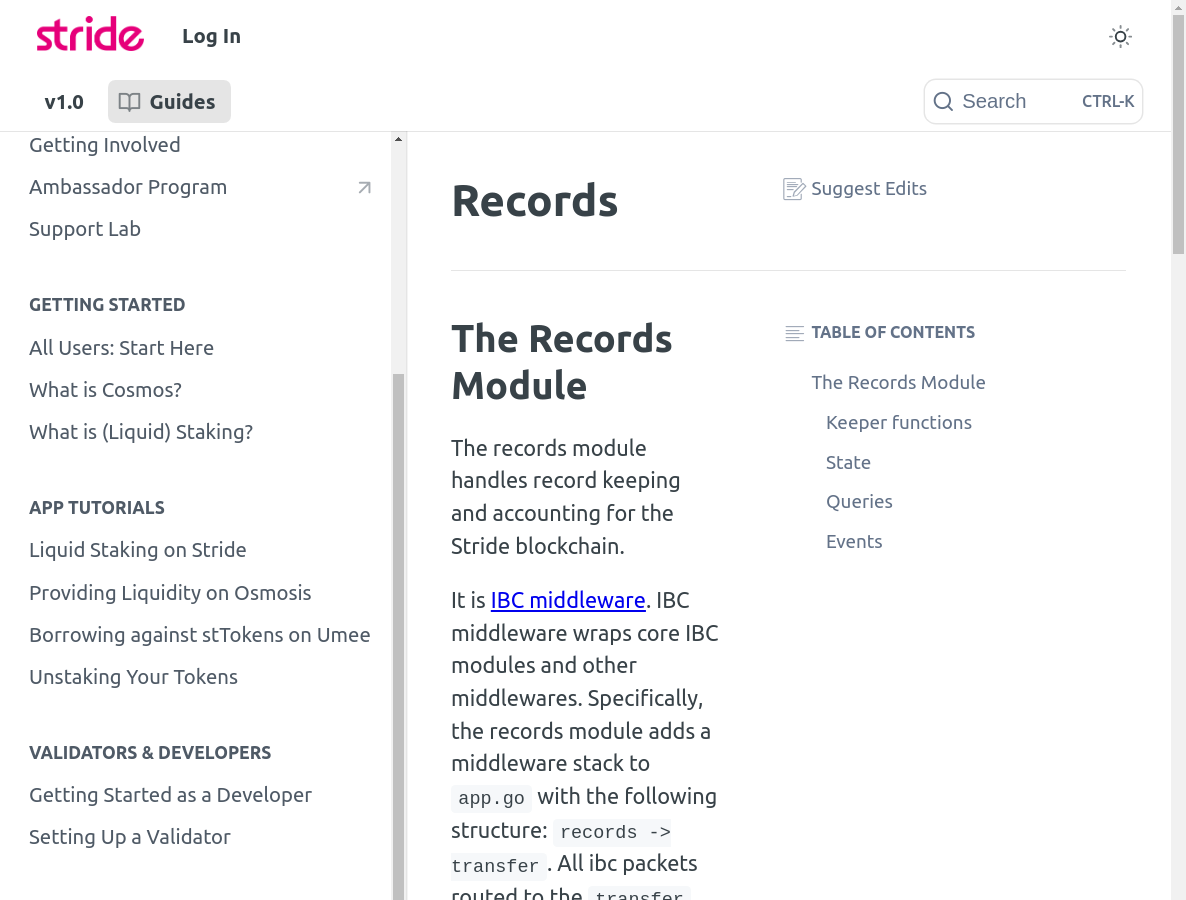 stride
Log In
v1.0
Guides
Search
CTRL-K
Getting Involved
Ambassador Program
Support Lab
GETTING STARTED
All Users: Start Here
What is Cosmos?
What is (Liquid) Staking?
APP TUTORIALS
Liquid Staking on Stride
Providing Liquidity on Osmosis
Borrowing against stTokens on Umee
Unstaking Your Tokens
VALIDATORS & DEVELOPERS
Getting Started as a Developer
Setting Up a Validator
Records
Suggest Edits
The Records
Module
The records module
handles record keeping
and accounting for the
Stride blockchain.
It is IBC middleware. IBC
middleware wraps core IBC
modules and other
middlewares. Specifically,
the records module adds a
middleware stack to
app.go with the following
structure: records ->
transfer. All ibc packets
routed to the transfer
TABLE OF CONTENTS
The Records Module
Keeper functions
State
Queries
Events